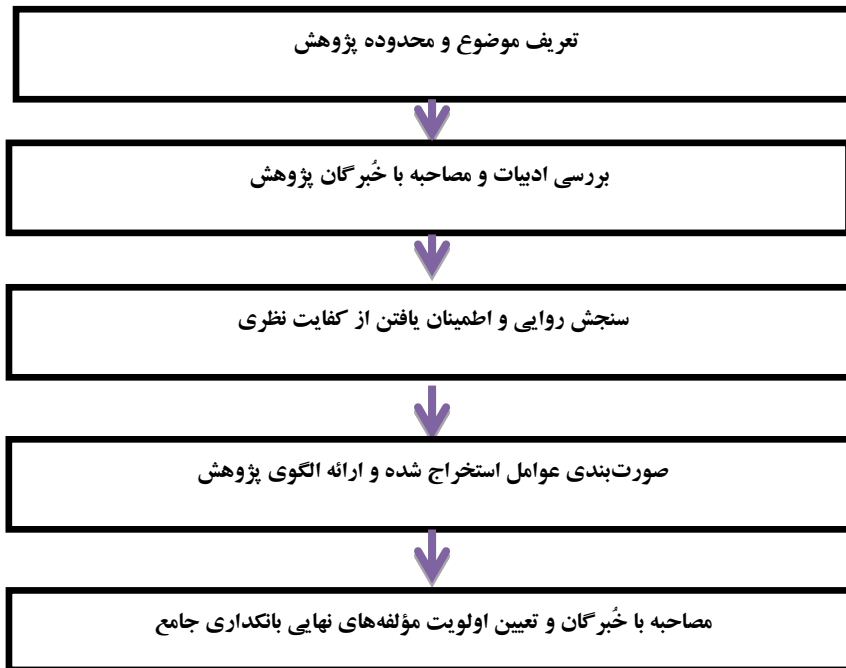 تعریف موضوع و محدوده پژوهش
بررسی ادبیات و مصاحبه با خُبرگان پژوهش
سنجش روایی و اطمینان یافتن از کفایت نظری
صورت‌بندی عوامل استخراج شده و ارائه الگوی پژوهش
مصاحبه با خُبرگان و تعیین اولویت مؤلفه‌های نهایی بانکداری جامع